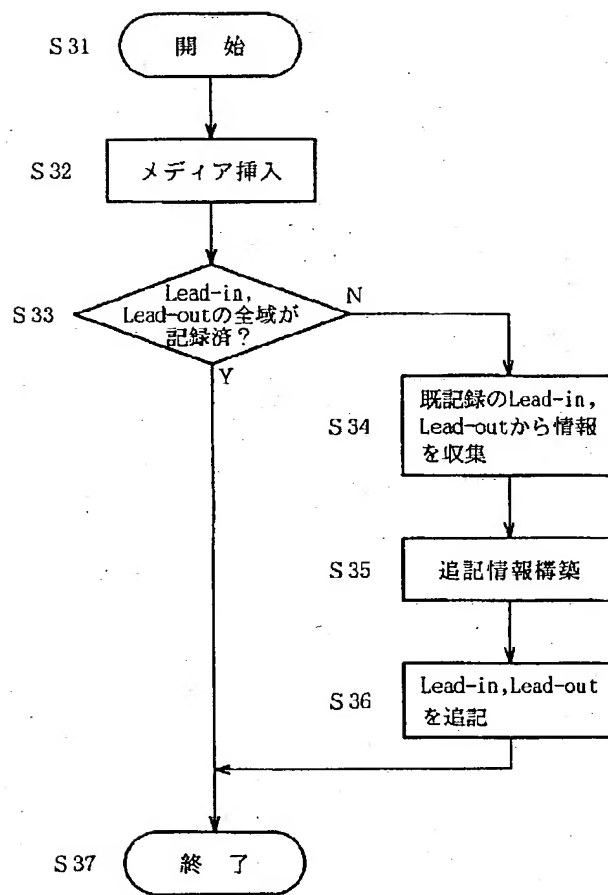 S31
開 始
S32
メディア挿入
S33
Lead-in,
Lead-outの全域が
記録済？
N
Y
S34
既記録のLead-in,
Lead-outから情報
を収集
S35
追記情報構築
S36
Lead-in,Lead-out
を追記
S37
終 了